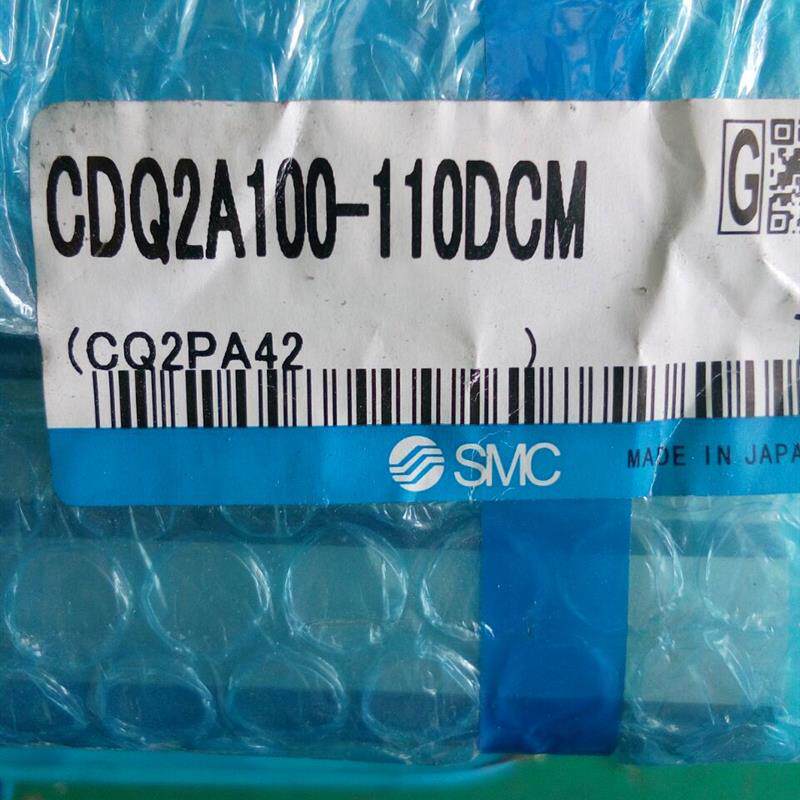 CDQ2A100-110DCM
G
(CQ2PA42 )
SMC
MADE IN JAPA